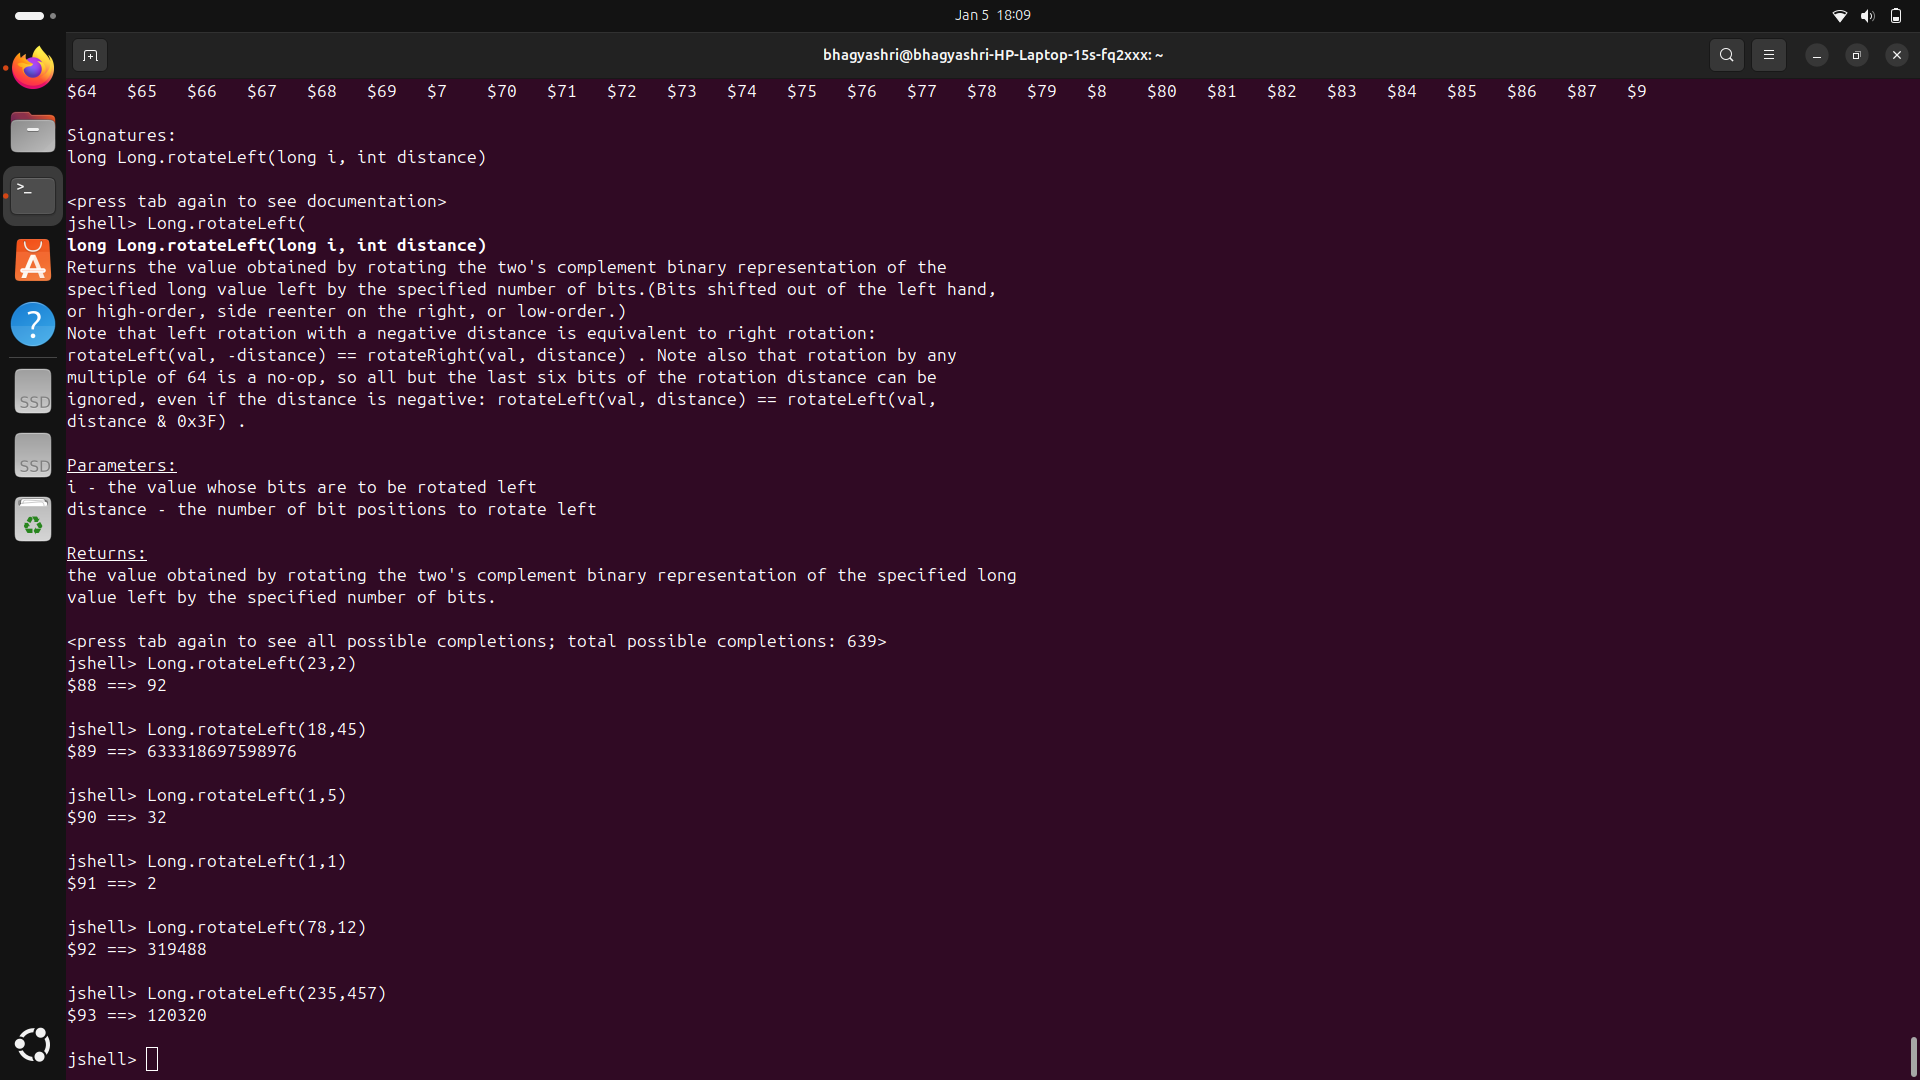 Jan 5  18:09
bhagyashri@bhagyashri-HP-Laptop-15s-fq2xxx: ~
$64   $65   $66   $67   $68   $69   $7    $70   $71   $72   $73   $74   $75   $76   $77   $78   $79   $8    $80   $81   $82   $83   $84   $85   $86   $87   $9
Signatures:
long Long.rotateLeft(long i, int distance)
<press tab again to see documentation>
jshell> Long.rotateLeft(
long Long.rotateLeft(long i, int distance)
Returns the value obtained by rotating the two's complement binary representation of the
specified long value left by the specified number of bits.(Bits shifted out of the left hand,
or high-order, side reenter on the right, or low-order.)
Note that left rotation with a negative distance is equivalent to right rotation:
rotateLeft(val, -distance) == rotateRight(val, distance) . Note also that rotation by any
multiple of 64 is a no-op, so all but the last six bits of the rotation distance can be
ignored, even if the distance is negative: rotateLeft(val, distance) == rotateLeft(val,
distance & 0x3F) .
Parameters:
i - the value whose bits are to be rotated left
distance - the number of bit positions to rotate left
Returns:
the value obtained by rotating the two's complement binary representation of the specified long
value left by the specified number of bits.
<press tab again to see all possible completions; total possible completions: 639>
jshell> Long.rotateLeft(23,2)
$88 ==> 92
jshell> Long.rotateLeft(18,45)
$89 ==> 633318697598976
jshell> Long.rotateLeft(1,5)
$90 ==> 32
jshell> Long.rotateLeft(1,1)
$91 ==> 2
jshell> Long.rotateLeft(78,12)
$92 ==> 319488
jshell> Long.rotateLeft(235,457)
$93 ==> 120320
jshell>
>_
?
SSD
SSD